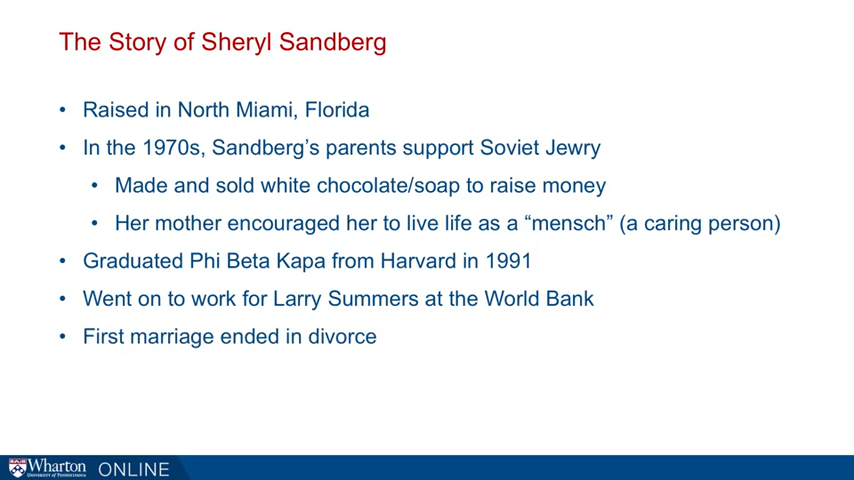 The Story of Sheryl Sandberg
• Raised in North Miami, Florida
• In the 1970s, Sandberg’s parents support Soviet Jewry
• Made and sold white chocolate/soap to raise money
• Her mother encouraged her to live life as a “mensch” (a caring person)
• Graduated Phi Beta Kapa from Harvard in 1991
• Went on to work for Larry Summers at the World Bank
• First marriage ended in divorce
Wharton ONLINE
UNIVERSITY OF PENNSYLVANIA